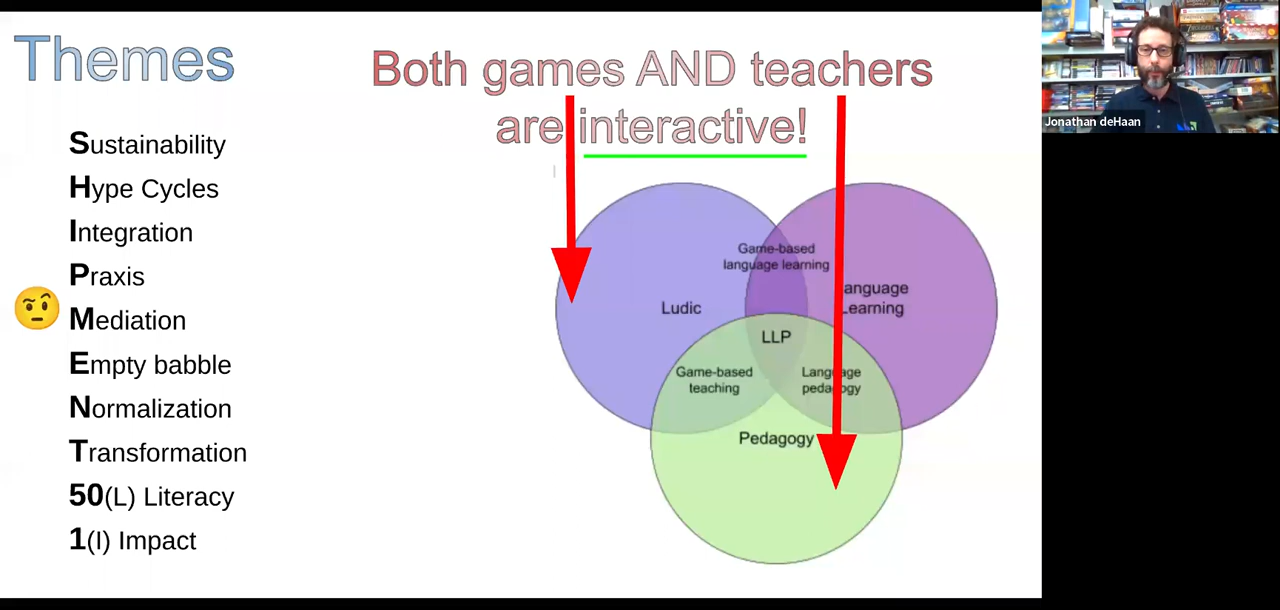 Themes
Both games AND teachers
are interactive!
Sustainability
Hype Cycles
Integration
Praxis
Mediation
Empty babble
Normalization
Transformation
50(L) Literacy
1(I) Impact
Game-based
language learning
Ludic
anguage
Learning
LLP
Game-based
teaching
Language
pedagogy
Pedagogy
Jonathan deHaan